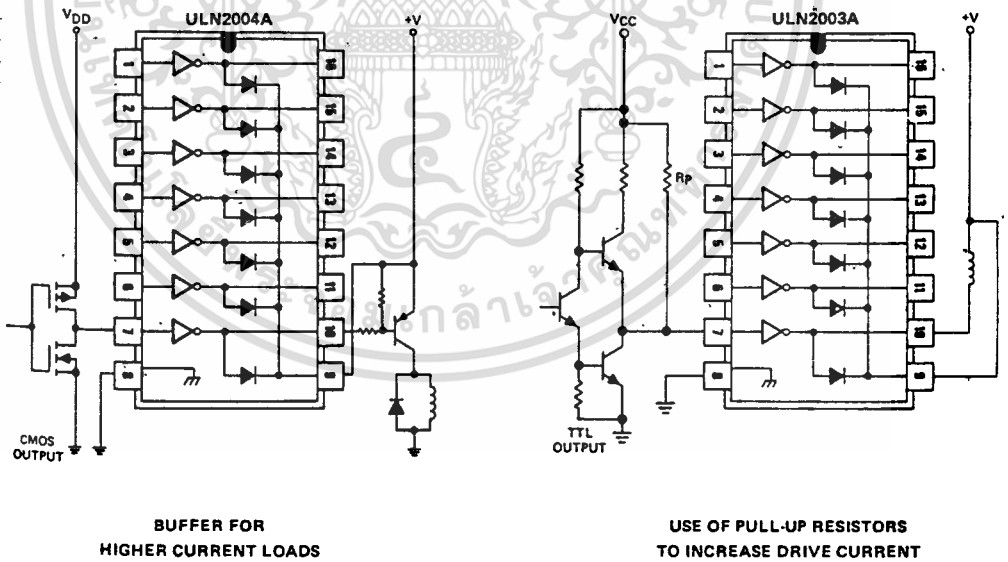 VDD
ULN2004A
+V
1
2
3
4
5
6
7
8
16
15
14
13
12
11
10
9
CMOS
OUTPUT
BUFFER FOR
HIGHER CURRENT LOADS
VCC
ULN2003A
+V
RP
1
2
3
4
5
6
7
8
16
15
14
13
12
11
10
9
TTL
OUTPUT
USE OF PULL-UP RESISTORS
TO INCREASE DRIVE CURRENT